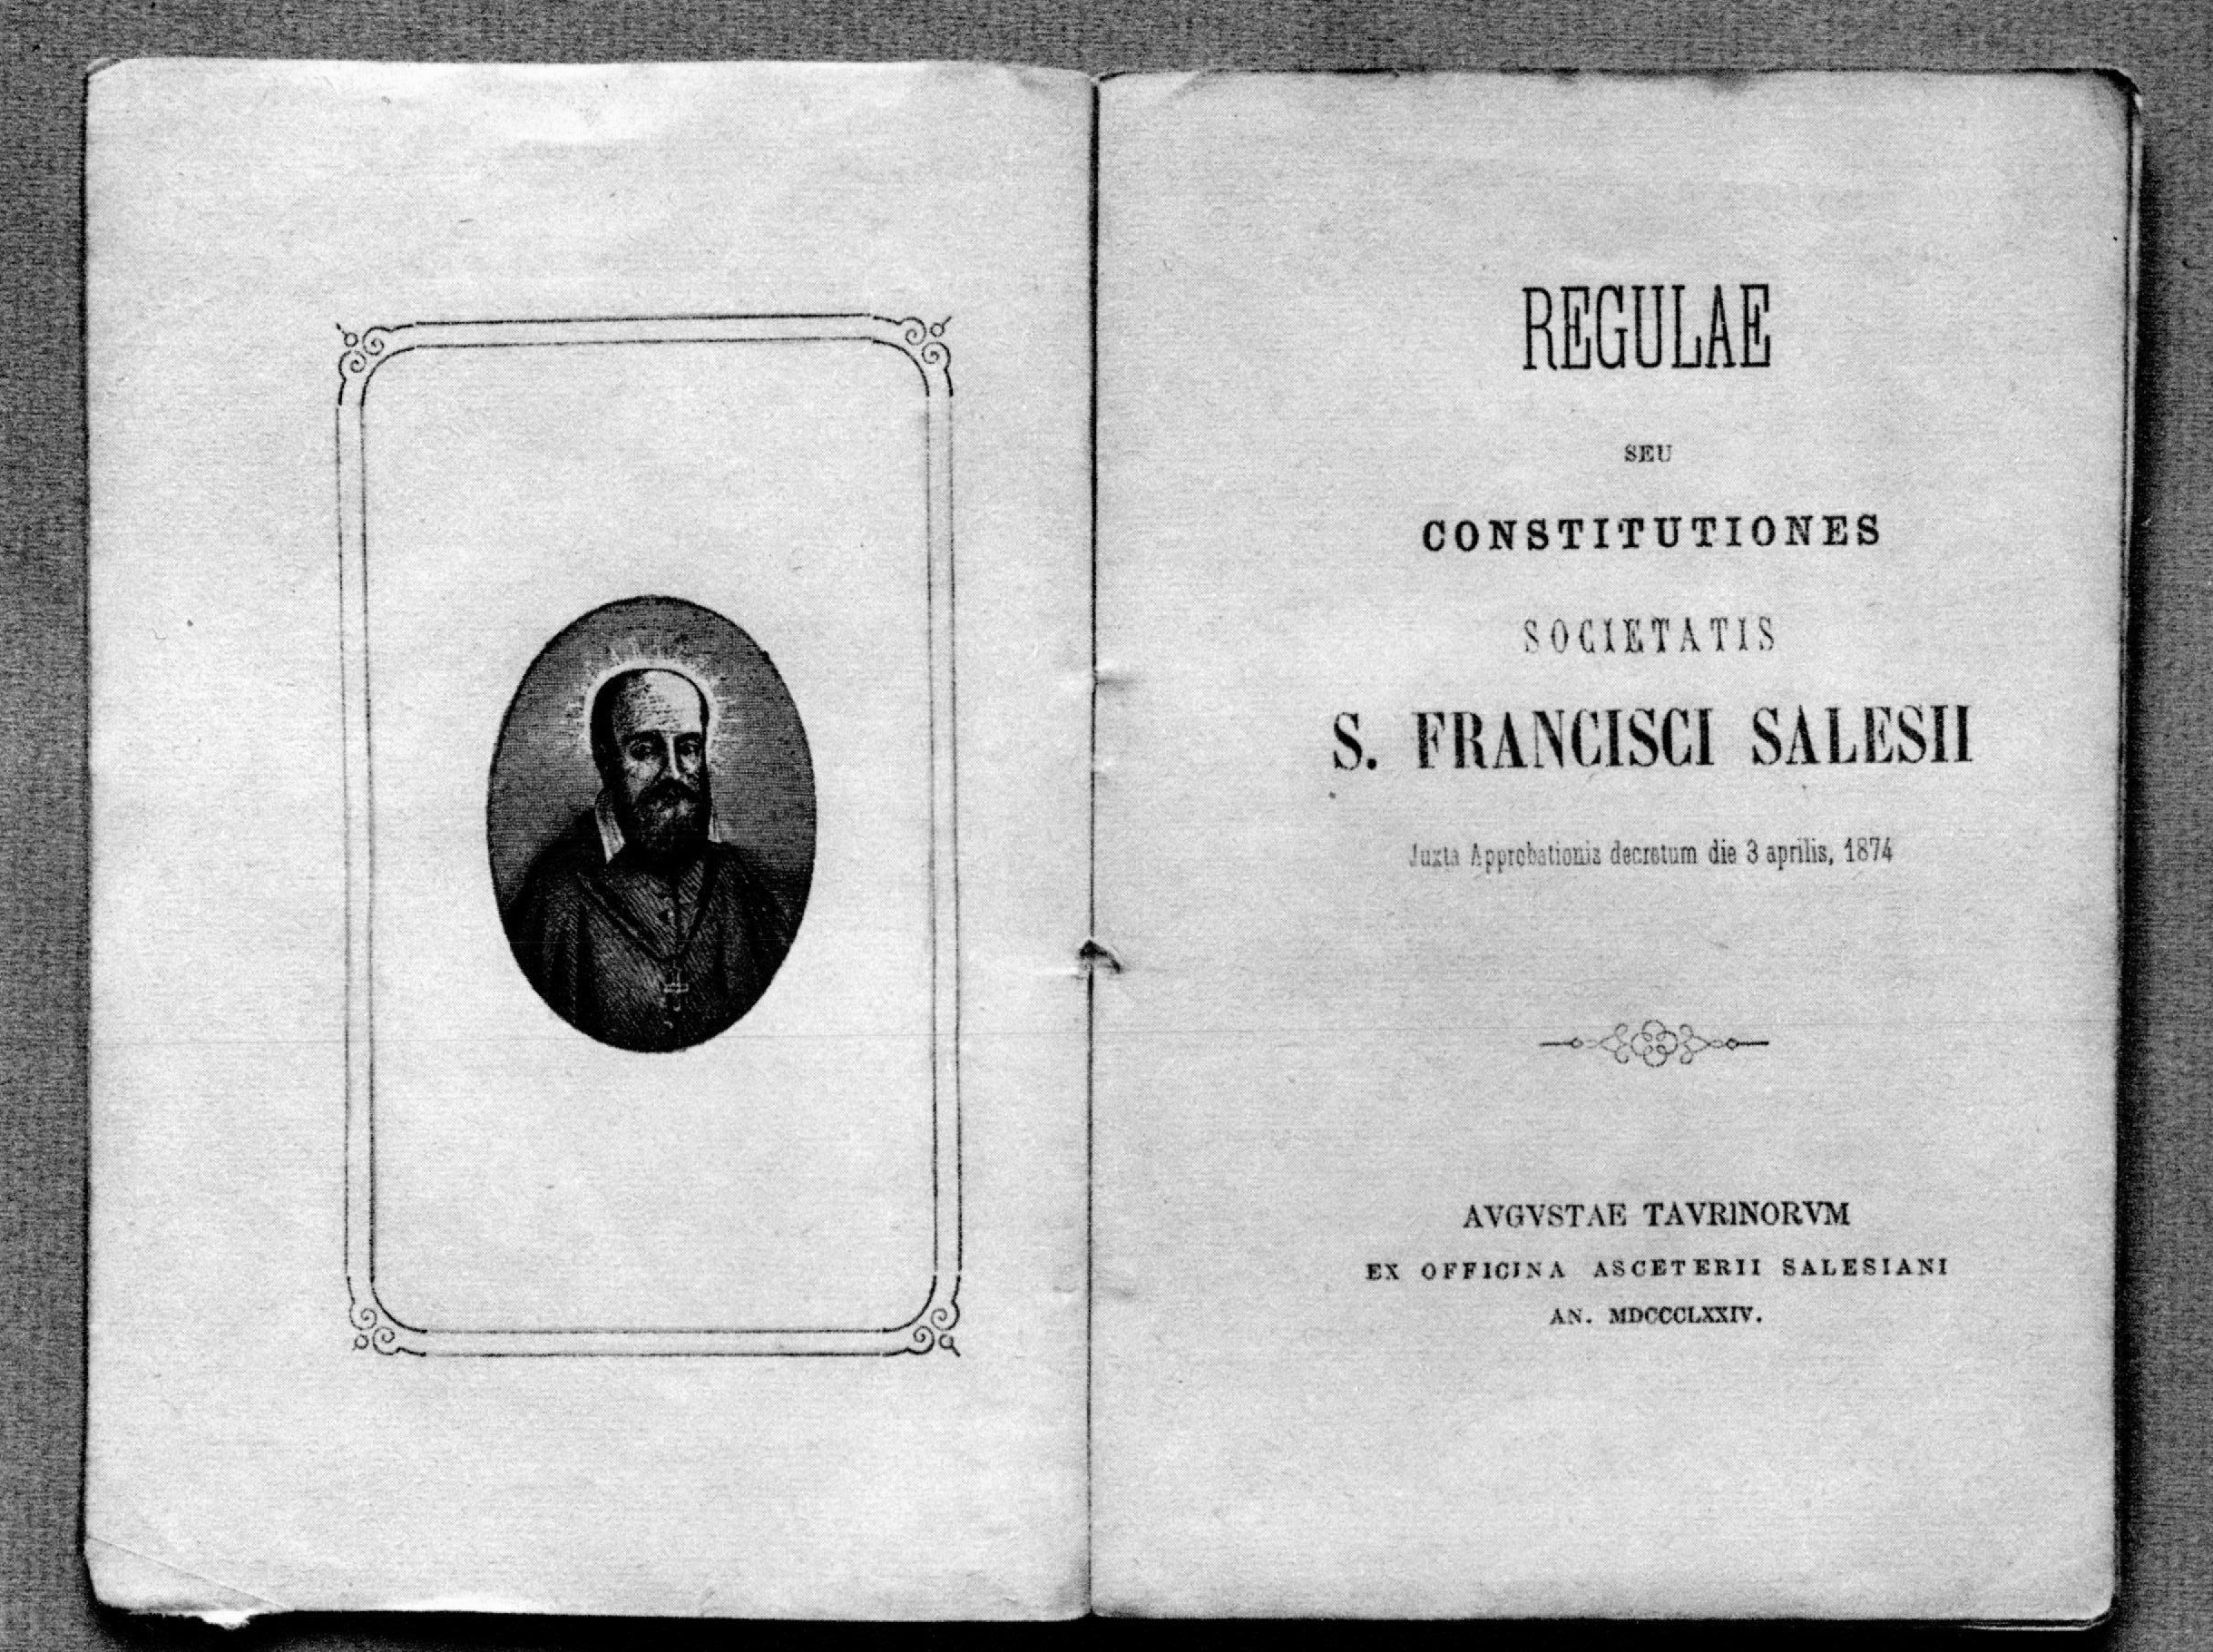 REGULAE
SEU
CONSTITUTIONES
SOCIETATIS
S. FRANCISCI SALESII
Juxta Approbationis decretum die 3 aprilis, 1874
AVGVSTAE TAVRINORVM
EX OFFICINA ASCETERII SALESIANI
AN. MDCCCLXXIV.